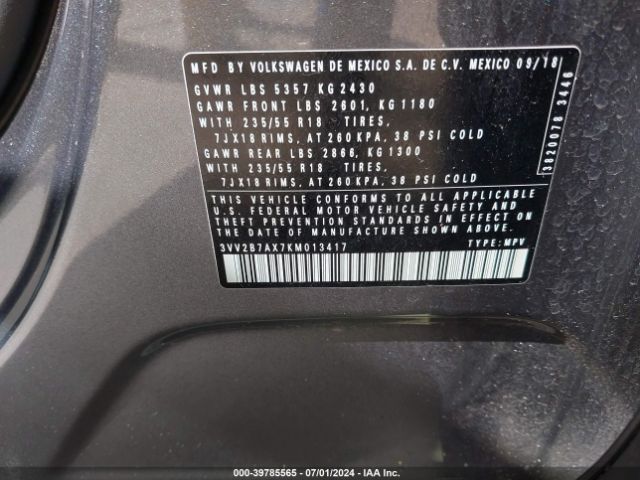 MFD BY VOLKSWAGEN DE MEXICO S.A. DE C.V. MEXICO 09/18
GVWR LBS 5357 KG 2430
GAWR FRONT LBS 2601, KG 1180
WITH 235/55 R18 TIRES,
7JX18 RIMS, AT 260 KPA, 38 PSI COLD
GAWR REAR LBS 2866, KG 1300
WITH 235/55 R18 TIRES,
7JX18 RIMS, AT 260 KPA, 38 PSI COLD
THIS VEHICLE CONFORMS TO ALL APPLICABLE
U.S. FEDERAL MOTOR VEHICLE SAFETY AND
THEFT PREVENTION STANDARDS IN EFFECT ON
THE DATE OF MANUFACTURE SHOWN ABOVE.
3VV2B7AX7KM013417 TYPE: MPV
3820078 3446
000-39785565 07/01/2024 IAA Inc.